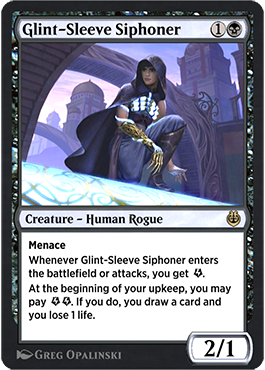 Glint-Sleeve Siphoner 1
Creature – Human Rogue
Menace
Whenever Glint-Sleeve Siphoner enters
the battlefield or attacks, you get.
At the beginning of your upkeep, you may
pay. If you do, you draw a card and
you lose 1 life.
Greg Opalinski
2/1